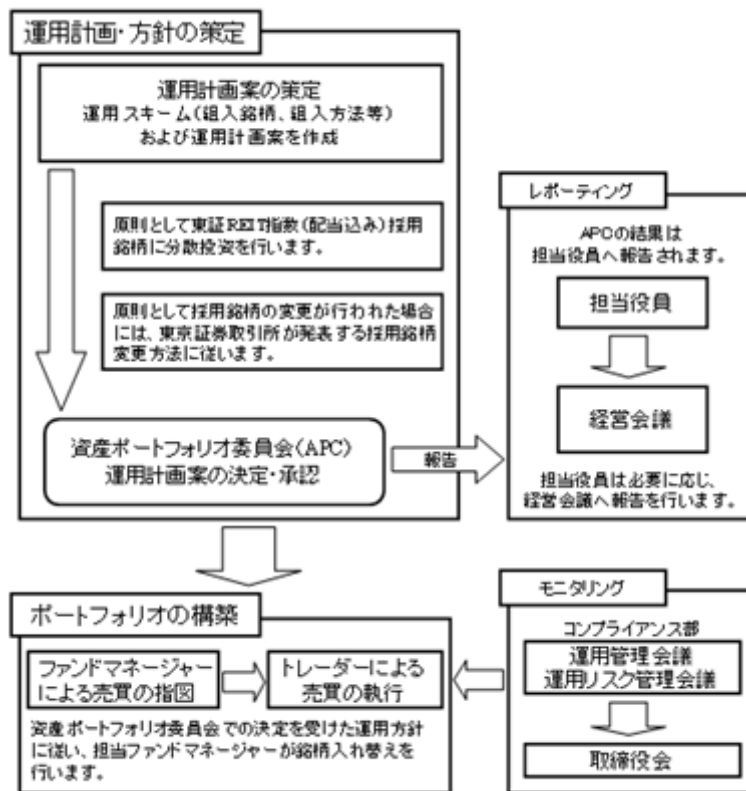 運用計画・方針の策定
運用計画案の策定
運用スキーム(組入銘柄、組入方法等)
および運用計画案を作成
原則として東証REIT指数(配当込み)採用
銘柄に分散投資を行います。
原則として採用銘柄の変更が行われた場合
には、東京証券取引所が発表する採用銘柄
変更方法に従います。
資産ポートフォリオ委員会(APC)
運用計画案の決定・承認
報告
レポーティング
APCの結果は
担当役員へ報告されます。
担当役員
経営会議
担当役員は必要に応じ、
経営会議へ報告を行います。
ポートフォリオの構築
ファンドマネージャー
による売買の指図
トレーダーによる
売買の執行
資産ポートフォリオ委員会での決定を受けた運用方針
に従い、担当ファンドマネージャーが銘柄入れ替えを
行います。
モニタリング
コンプライアンス部
運用管理会議
運用リスク管理会議
取締役会